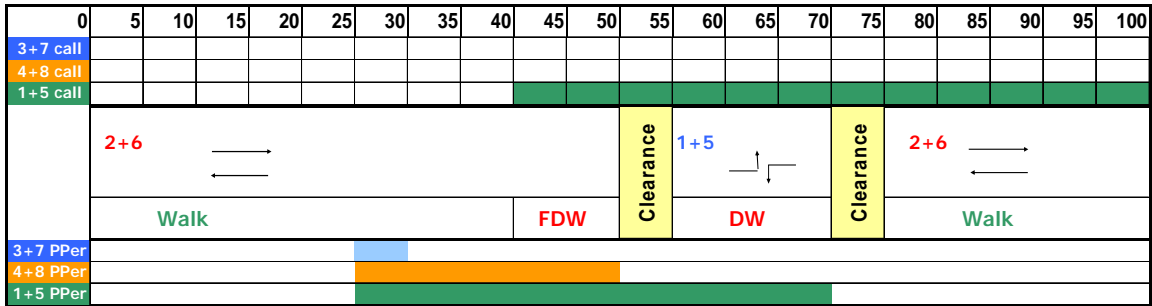 0 5 10 15 20 25 30 35 40 45 50 55 60 65 70 75 80 85 90 95 100
3+7 call
4+8 call
1+5 call
2+6
Clearance
1+5
Clearance
2+6
Walk
FDW
DW
Walk
3+7 PPer
4+8 PPer
1+5 PPer